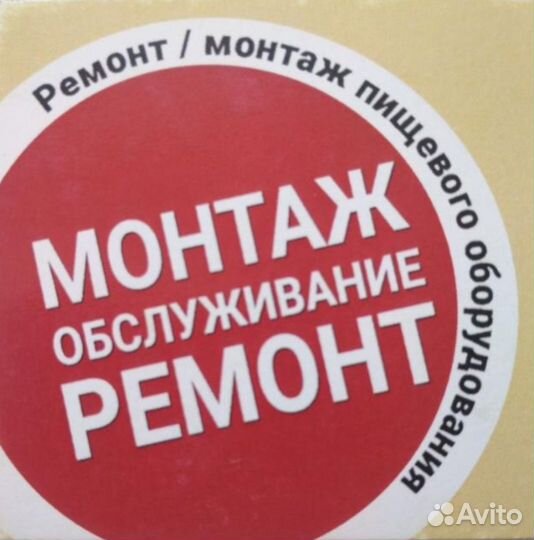 Ремонт / монтаж пищевого оборудования
МОНТАЖ
ОБСЛУЖИВАНИЕ
РЕМОНТ
Avito